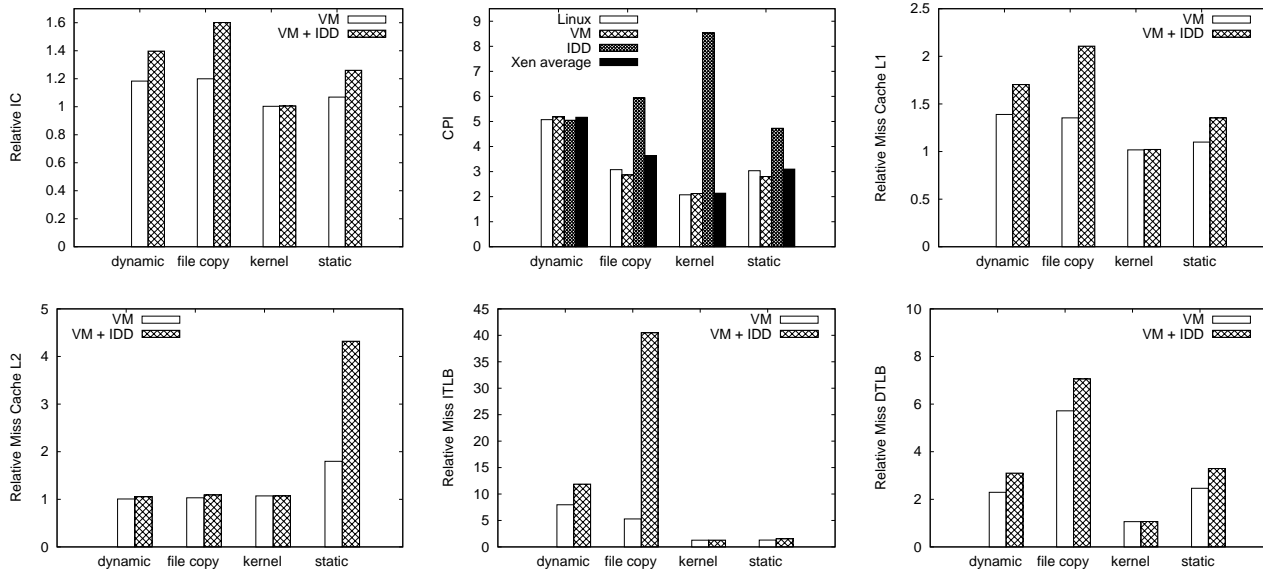 Relative IC
1.6
1.4
1.2
1
0.8
0.6
0.4
0.2
0
VM
VM + IDD
dynamic file copy kernel static
CPI
9
8
7
6
5
4
3
2
1
0
Linux
VM
IDD
Xen average
dynamic file copy kernel static
Relative Miss Cache L1
2.5
2
1.5
1
0.5
0
VM
VM + IDD
dynamic file copy kernel static
Relative Miss Cache L2
5
4
3
2
1
0
VM
VM + IDD
dynamic file copy kernel static
Relative Miss ITLB
45
40
35
30
25
20
15
10
5
0
VM
VM + IDD
dynamic file copy kernel static
Relative Miss DTLB
10
8
6
4
2
0
VM
VM + IDD
dynamic file copy kernel static